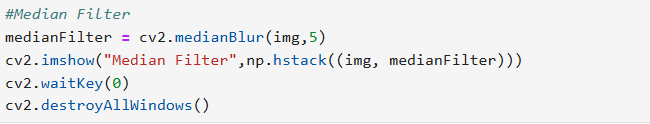 #Median Filter
medianFilter = cv2.medianBlur(img,5)
cv2.imshow("Median Filter",np.hstack((img, medianFilter)))
cv2.waitKey(0)
cv2.destroyAllWindows()